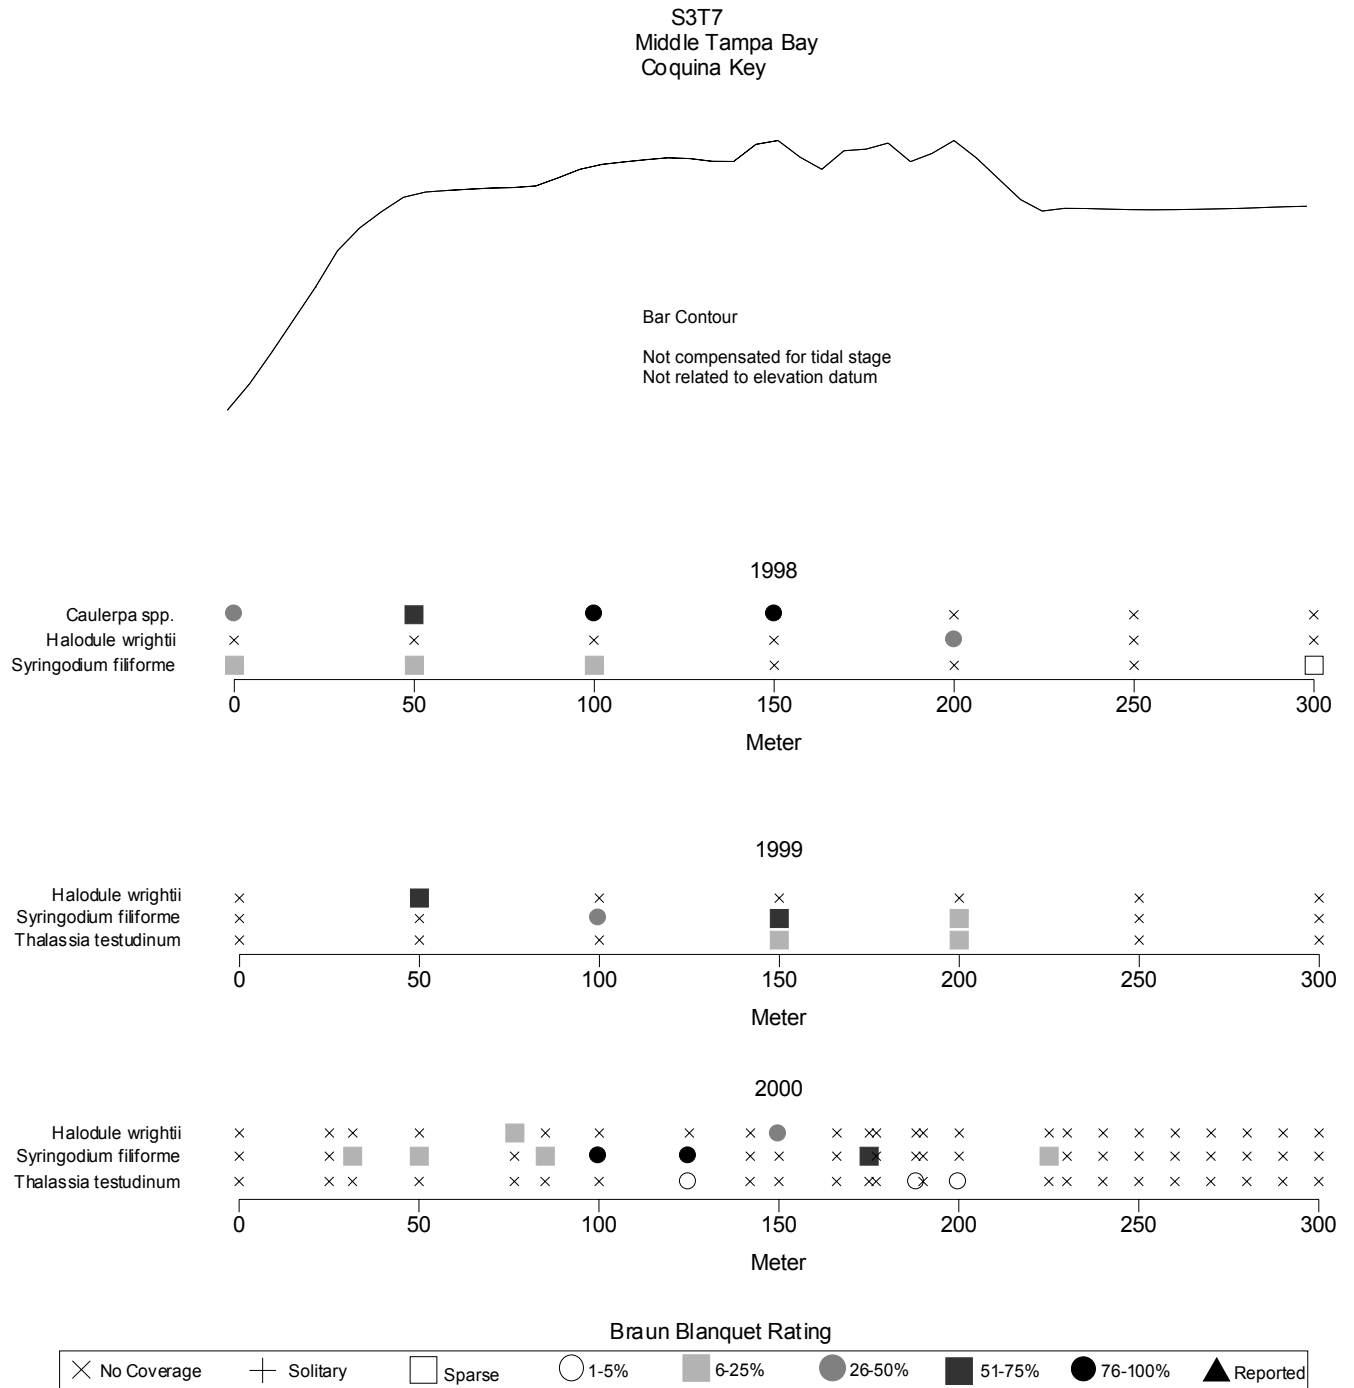 S3T7
Middle Tampa Bay
Coquina Key
Bar Contour
Not compensated for tidal stage
Not related to elevation datum
1998
Caulerpa spp.
Halodule wrightii
Syringodium filiforme
0 50 100 150 200 250 300
Meter
1999
Halodule wrightii
Syringodium filiforme
Thalassia testudinum
0 50 100 150 200 250 300
Meter
2000
Halodule wrightii
Syringodium filiforme
Thalassia testudinum
0 50 100 150 200 250 300
Meter
Braun Blanquet Rating
No Coverage Solitary Sparse 1-5% 6-25% 26-50% 51-75% 76-100% Reported